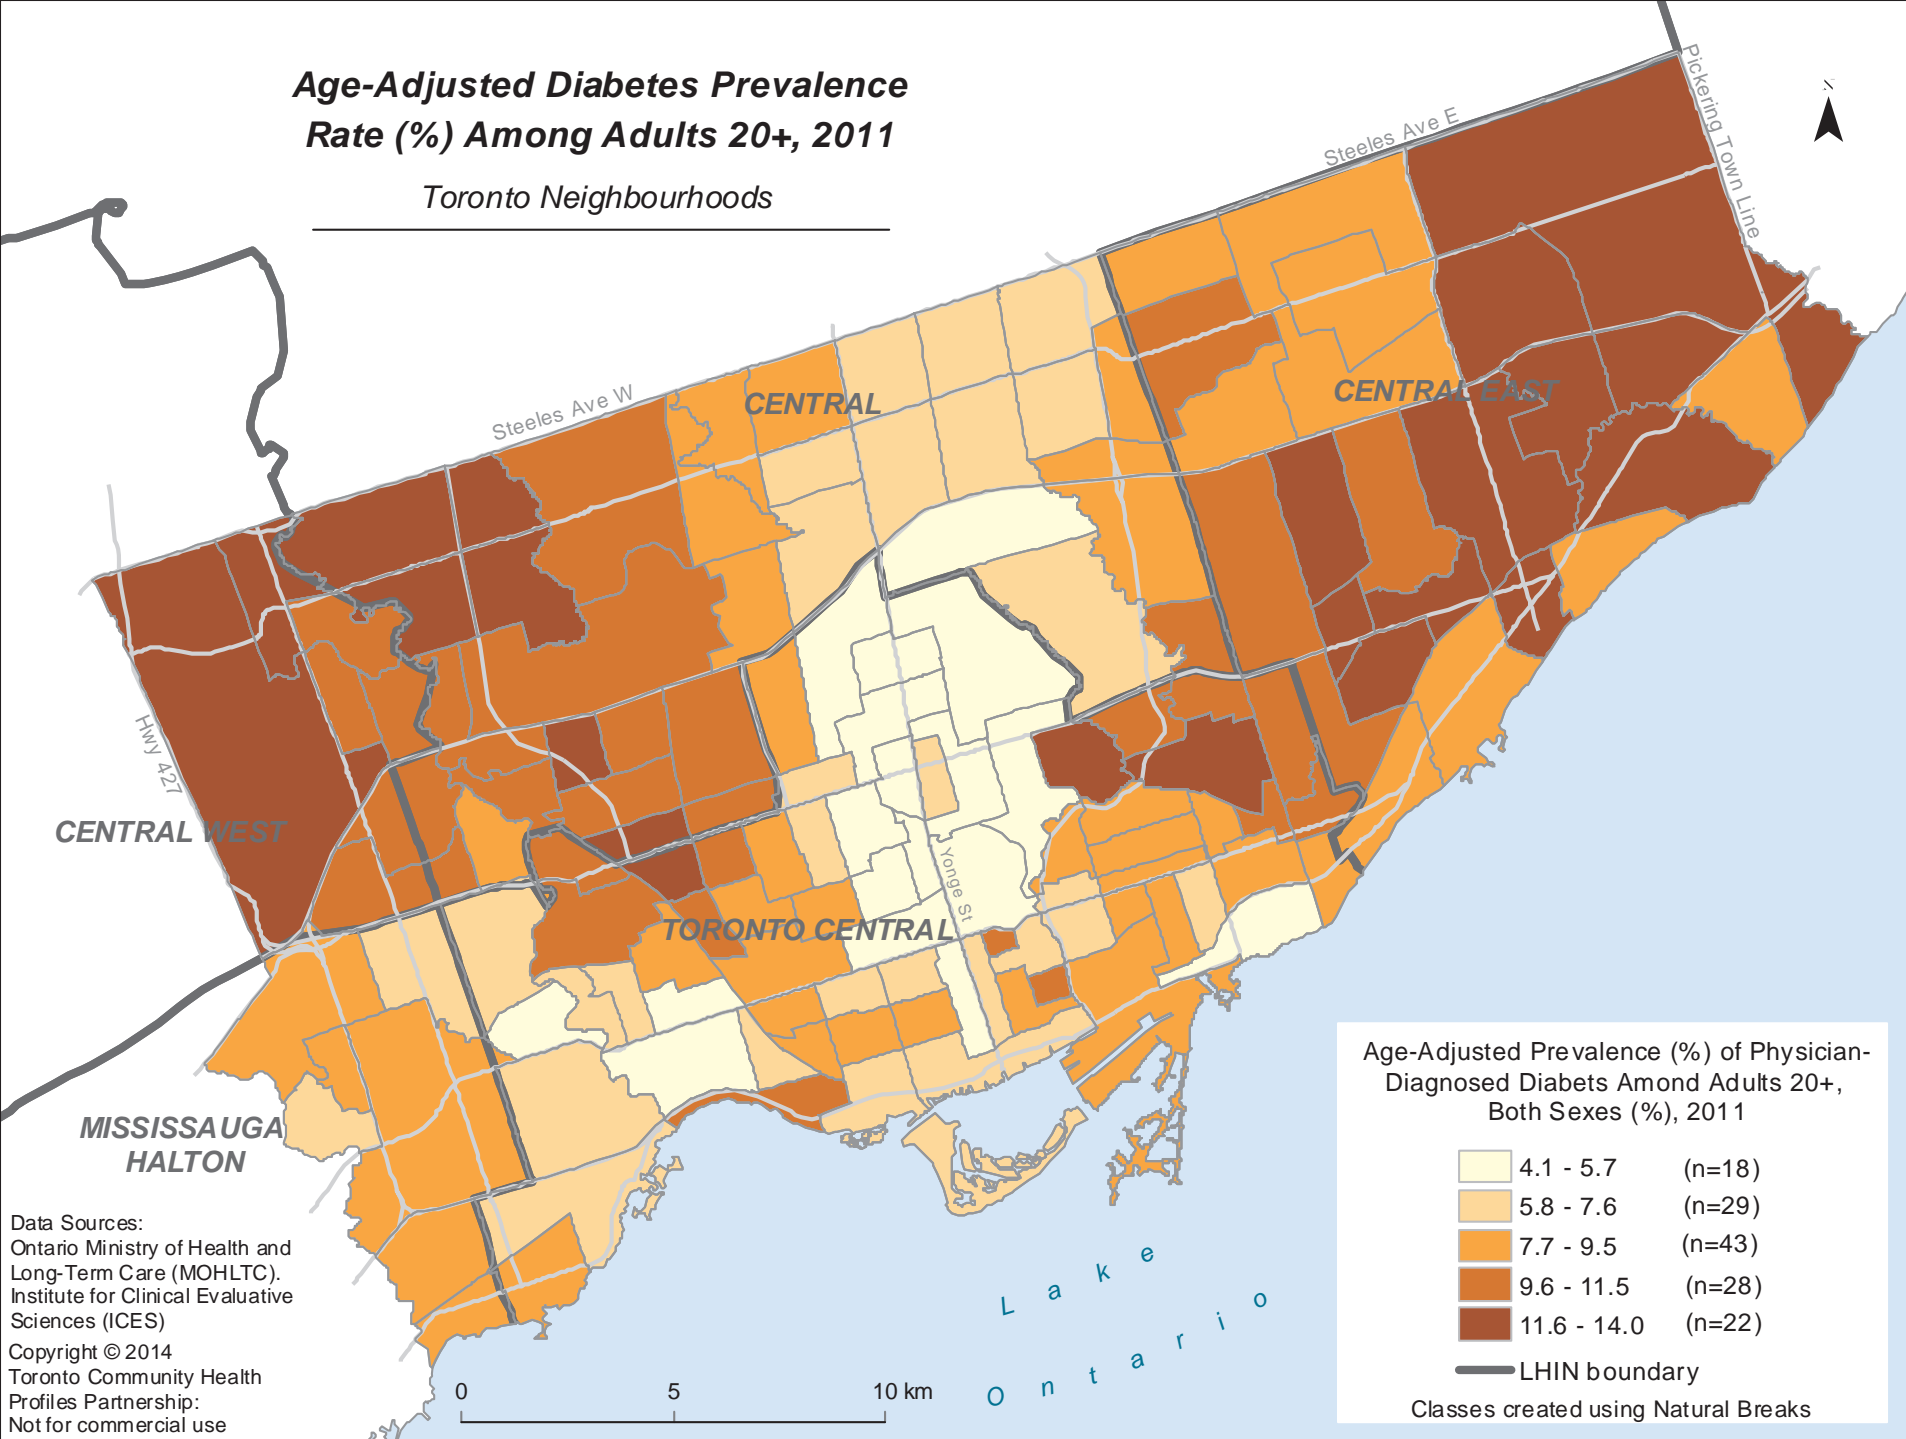 Age-Adjusted Diabetes Prevalence
Rate (%) Among Adults 20+, 2011
Toronto Neighbourhoods
N
Pickering Town Line
Steeles Ave E
Steeles Ave W
CENTRAL
CENTRAL EAST
Hwy 427
CENTRAL WEST
Yonge St
TORONTO CENTRAL
MISSISSAUGA
HALTON
Lake
Ontario
Age-Adjusted Prevalence (%) of Physician-
Diagnosed Diabets Among Adults 20+,
Both Sexes (%), 2011
4.1 - 5.7 (n=18)
5.8 - 7.6 (n=29)
7.7 - 9.5 (n=43)
9.6 - 11.5 (n=28)
11.6 - 14.0 (n=22)
LHIN boundary
Classes created using Natural Breaks
Data Sources:
Ontario Ministry of Health and
Long-Term Care (MOHLTC).
Institute for Clinical Evaluative
Sciences (ICES)
Copyright © 2014
Toronto Community Health
Profiles Partnership:
Not for commercial use
0 5 10 km